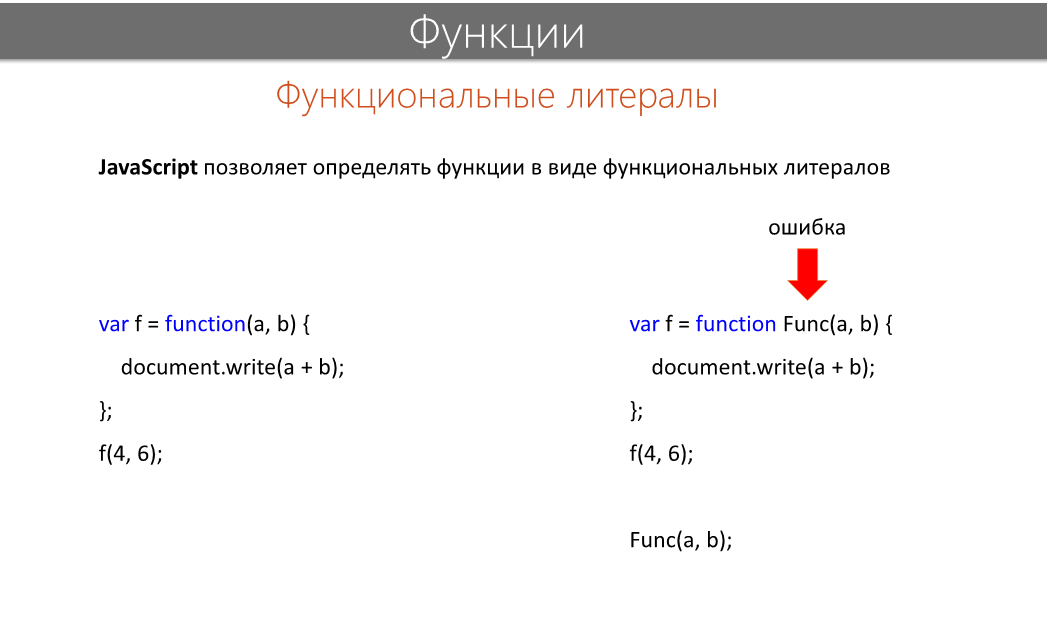 Функции
Функциональные литералы
JavaScript позволяет определять функции в виде функциональных литералов
var f = function(a, b) {
document.write(a + b);
};
f(4, 6);
ошибка
var f = function Func(a, b) {
document.write(a + b);
};
f(4, 6);
Func(a, b);